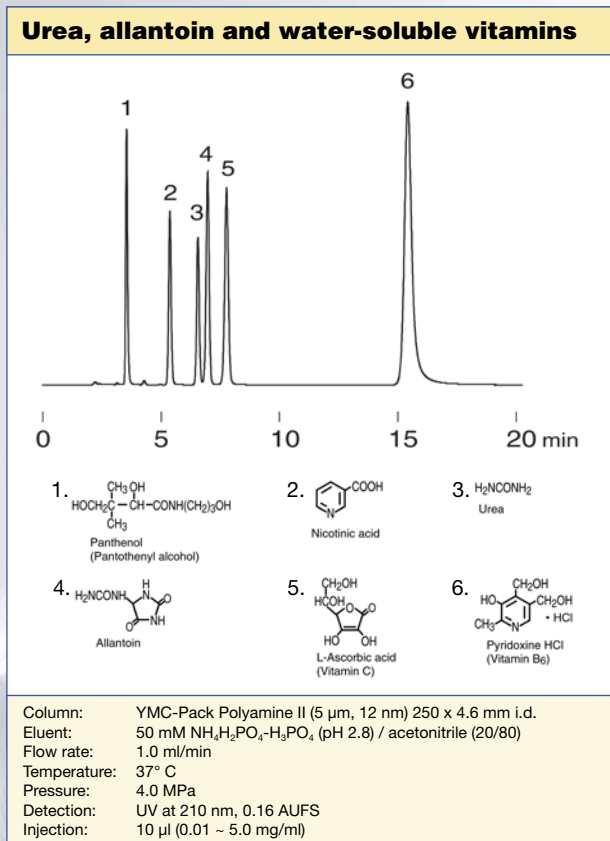 Urea, allantoin and water-soluble vitamins
1
2
3
4
5
6
0 5 10 15 20 min
1.
CH₃ OH
HOCH₂C—CH—CONH(CH₂)₃OH
CH₃
Panthenol
(Pantothenyl alcohol)
2.
COOH
N
Nicotinic acid
3. H₂NCONH₂
Urea
4.
H₂NCONH
H
N
O
O
NH
Allantoin
5.
CH₂OH
HCOH
O
O
HO OH
L-Ascorbic acid
(Vitamin C)
6.
CH₂OH
HO
CH₂OH
• HCl
CH₃
N
Pyridoxine HCl
(Vitamin B₆)
Column: YMC-Pack Polyamine II (5 µm, 12 nm) 250 x 4.6 mm i.d.
Eluent: 50 mM NH₄H₂PO₄-H₃PO₄ (pH 2.8) / acetonitrile (20/80)
Flow rate: 1.0 ml/min
Temperature: 37° C
Pressure: 4.0 MPa
Detection: UV at 210 nm, 0.16 AUFS
Injection: 10 µl (0.01 ~ 5.0 mg/ml)